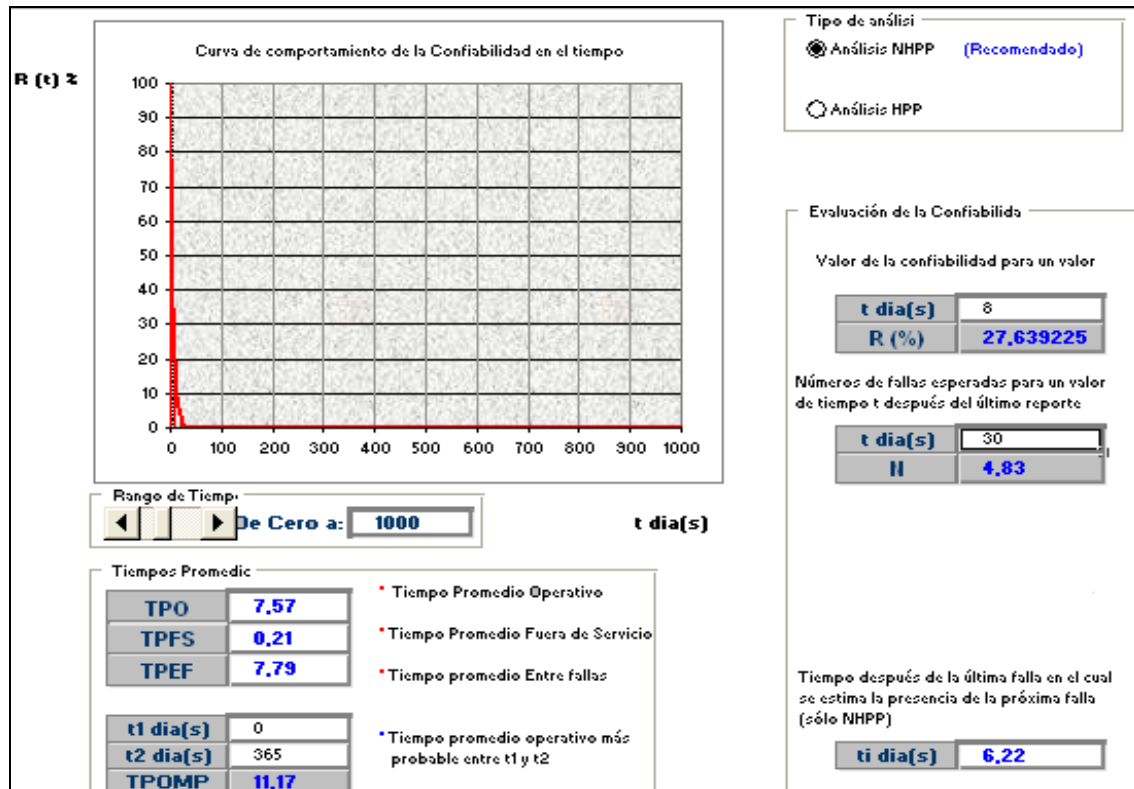 Curva de comportamiento de la Confiabilidad en el tiempo
R (t) %
100
90
80
70
60
50
40
30
20
10
0
0 100 200 300 400 500 600 700 800 900 1000
Rango de Tiemp
De Cero a: 1000
t dia(s)
Tiempos Promedic
TPO 7,57
TPFS 0,21
TPEF 7,79
* Tiempo Promedio Operativo
* Tiempo Promedio Fuera de Servicio
* Tiempo promedio Entre fallas
t1 dia(s) 0
t2 dia(s) 365
TPOMP 11,17
* Tiempo promedio operativo más
probable entre t1 y t2
Tipo de análisi
Análisis NHPP (Recomendado)
Análisis HPP
Evaluación de la Confiabilida
Valor de la confiabilidad para un valor
t dia(s) 8
R (%) 27,639225
Números de fallas esperadas para un valor
de tiempo t después del último reporte
t dia(s) 30
N 4,83
Tiempo después de la última falla en el cual
se estima la presencia de la próxima falla
(sólo NHPP)
ti dia(s) 6,22